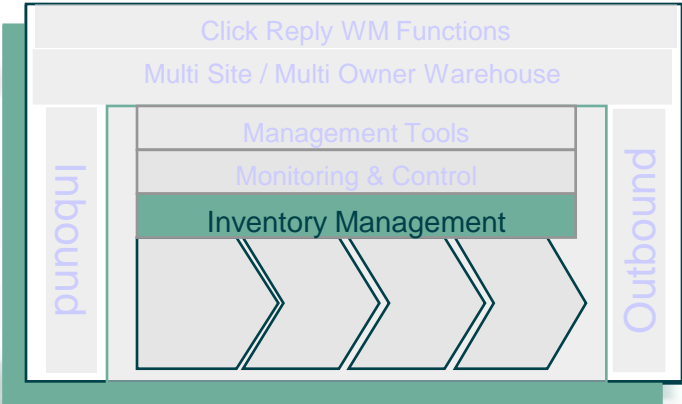 Click Reply WM Functions
Multi Site / Multi Owner Warehouse
Management Tools
Monitoring & Control
Inventory Management
Inbound
Outbound